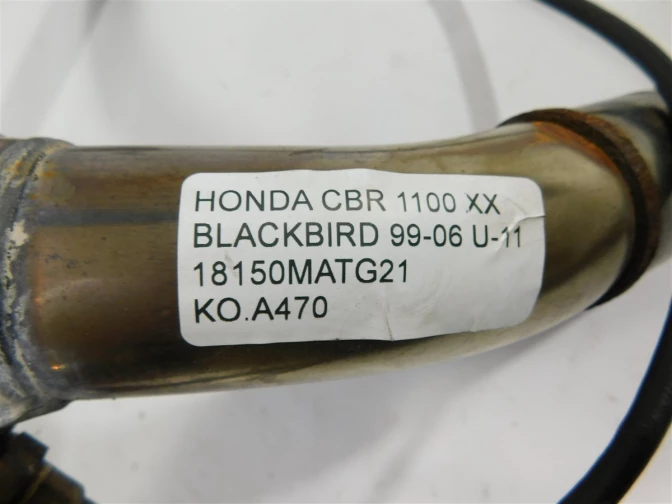 HONDA CBR 1100 XX
BLACKBIRD 99-06 U-11
18150MATG21
KO.A470